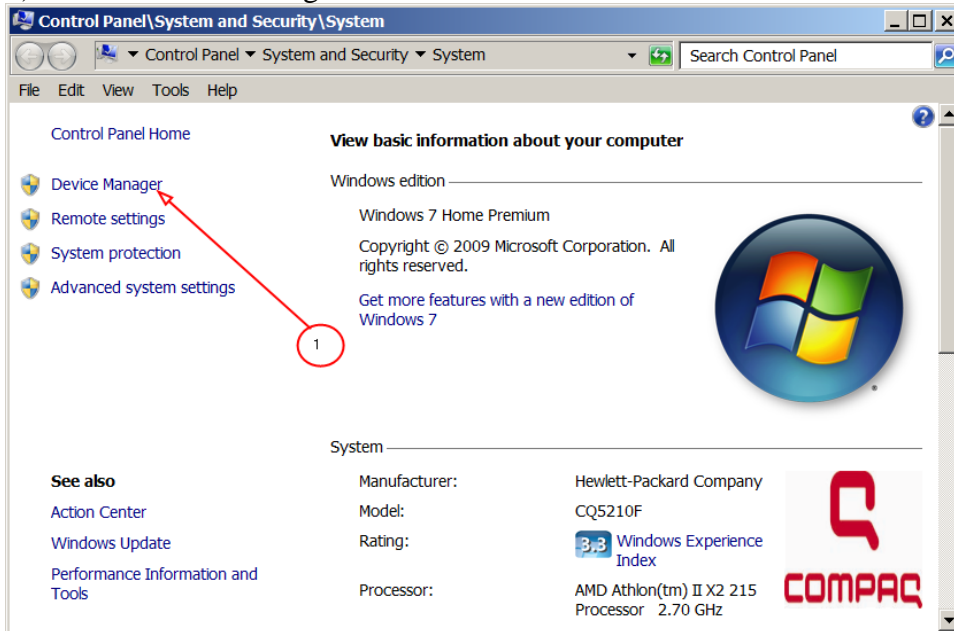 Control Panel\System and Security\System
Control Panel System and Security System
Search Control Panel
File Edit View Tools Help
Control Panel Home
Device Manager
Remote settings
System protection
Advanced system settings
1
View basic information about your computer
Windows edition
Windows 7 Home Premium
Copyright © 2009 Microsoft Corporation. All
rights reserved.
Get more features with a new edition of
Windows 7
System
Manufacturer: Hewlett-Packard Company
Model: CQ5210F
Rating: 3.3 Windows Experience
Index
Processor: AMD Athlon(tm) II X2 215
Processor 2.70 GHz
COMPAQ
See also
Action Center
Windows Update
Performance Information and
Tools